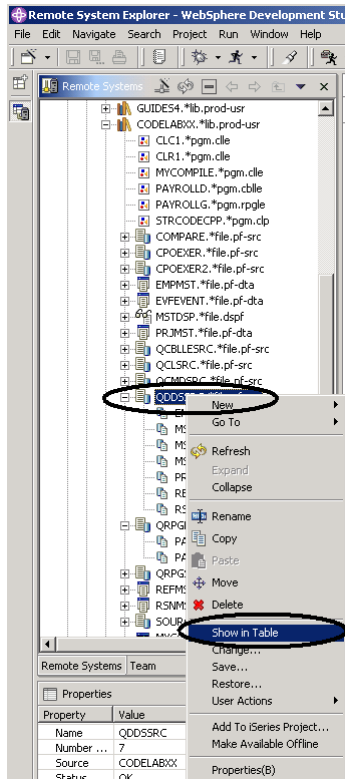 Remote System Explorer - WebSphere Development Stu
File Edit Navigate Search Project Run Window Help
Remote Systems
GUIDES4.*lib.prod-usr
CODELABXX.*lib.prod-usr
CLC1.*pgm.clle
CLR1.*pgm.clle
MYCOMPILE.*pgm.clle
PAYROLLD.*pgm.cblle
PAYROLLG.*pgm.rpgle
STRCODECPP.*pgm.clp
COMPARE.*file.pf-src
CPOEXER.*file.pf-src
CPOEXER2.*file.pf-src
EMPMST.*file.pf-dta
EVFEVENT.*file.pf-dta
MSTDSP.*file.dspf
PRJMST.*file.pf-dta
QCBLLESRC.*file.pf-src
QCLSRC.*file.pf-src
QCMDSRC.*file.pf-src
New
Go To
Refresh
Expand
Collapse
Rename
Copy
Paste
Move
Delete
Show in Table
Change...
Save...
Restore...
User Actions
Add To iSeries Project...
Make Available Offline
Properties(B)
Remote Systems Team
Properties
Property Value
Name QDDSSRC
Number ... 7
Source CODELABXX
Status OK